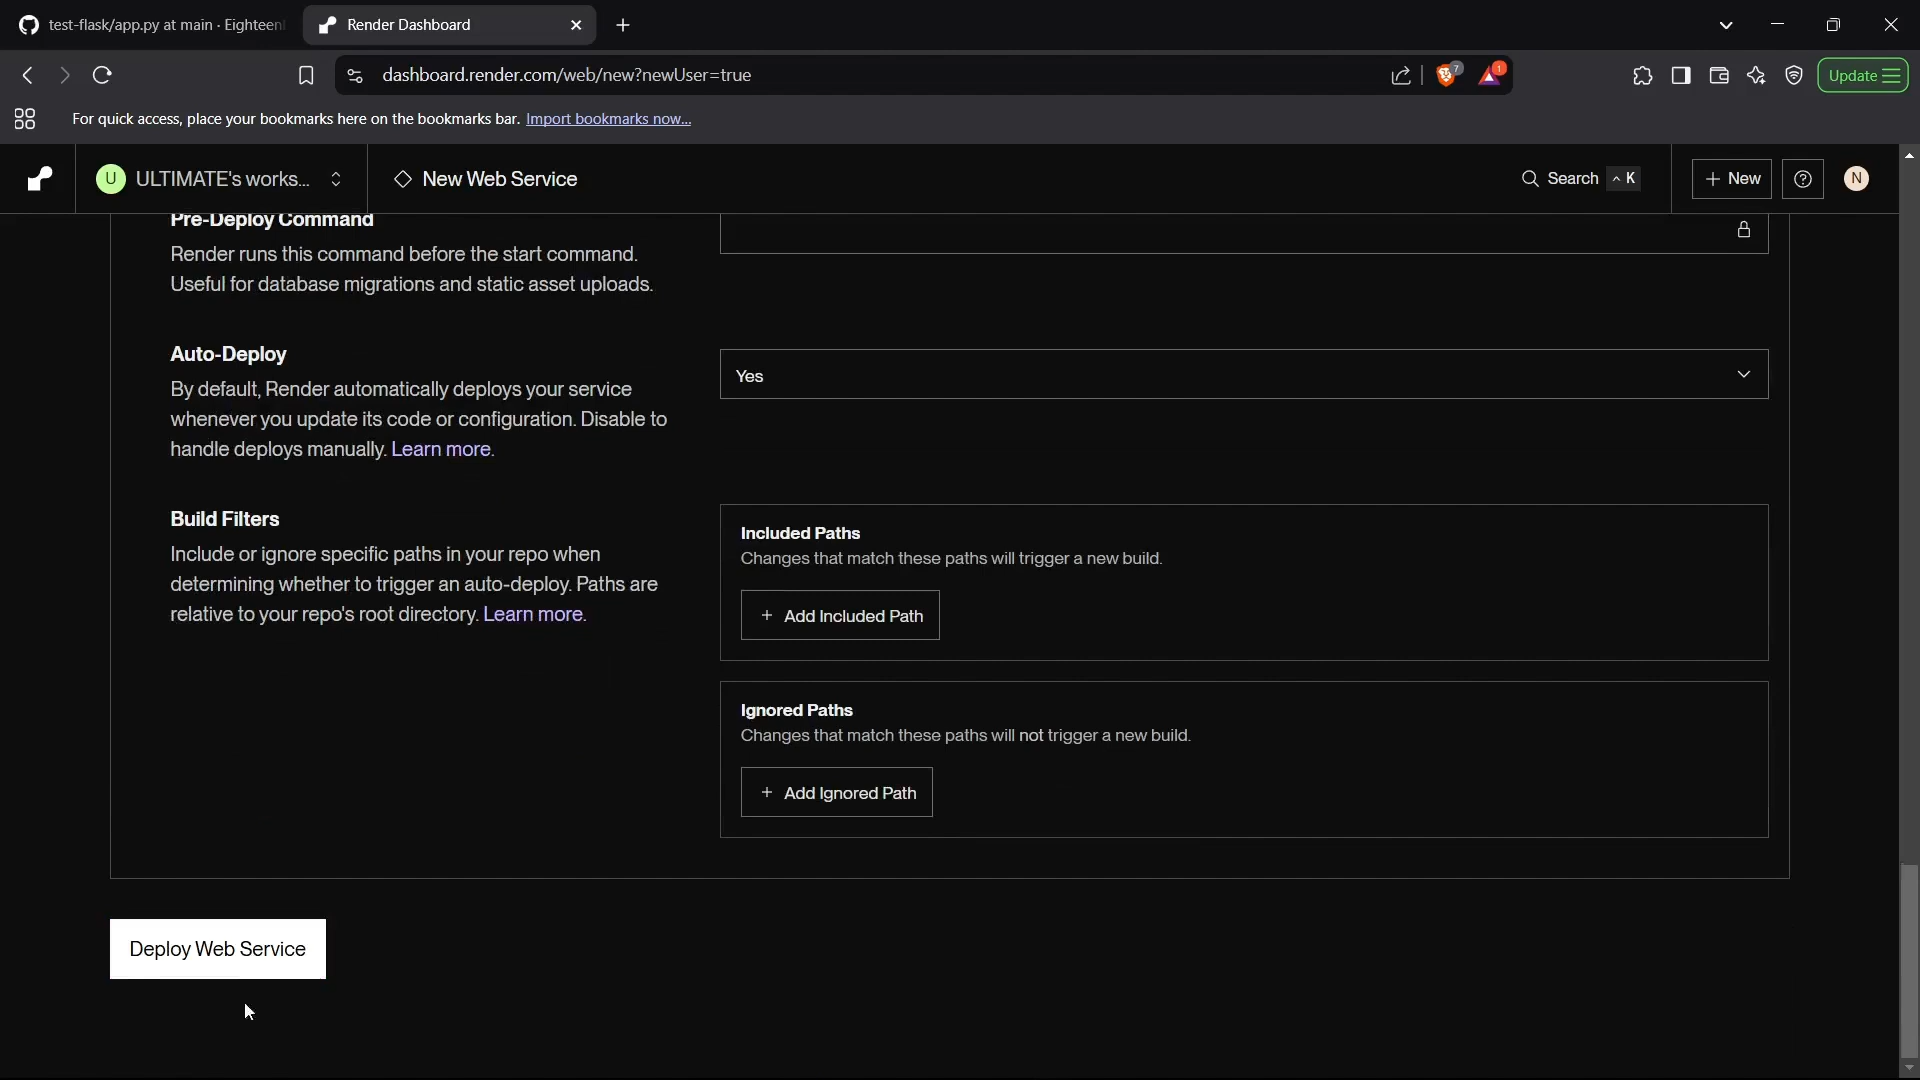 test-flask/app.py at main · Eighteen
Render Dashboard
dashboard.render.com/web/new?newUser=true
7
1
Update
For quick access, place your bookmarks here on the bookmarks bar. Import bookmarks now...
U ULTIMATE's works...
New Web Service
Search ^ K
+ New
N
Pre-Deploy Command
Render runs this command before the start command.
Useful for database migrations and static asset uploads.
Auto-Deploy
By default, Render automatically deploys your service
whenever you update its code or configuration. Disable to
handle deploys manually. Learn more.
Yes
Build Filters
Include or ignore specific paths in your repo when
determining whether to trigger an auto-deploy. Paths are
relative to your repo's root directory. Learn more.
Included Paths
Changes that match these paths will trigger a new build.
+ Add Included Path
Ignored Paths
Changes that match these paths will not trigger a new build.
+ Add Ignored Path
Deploy Web Service